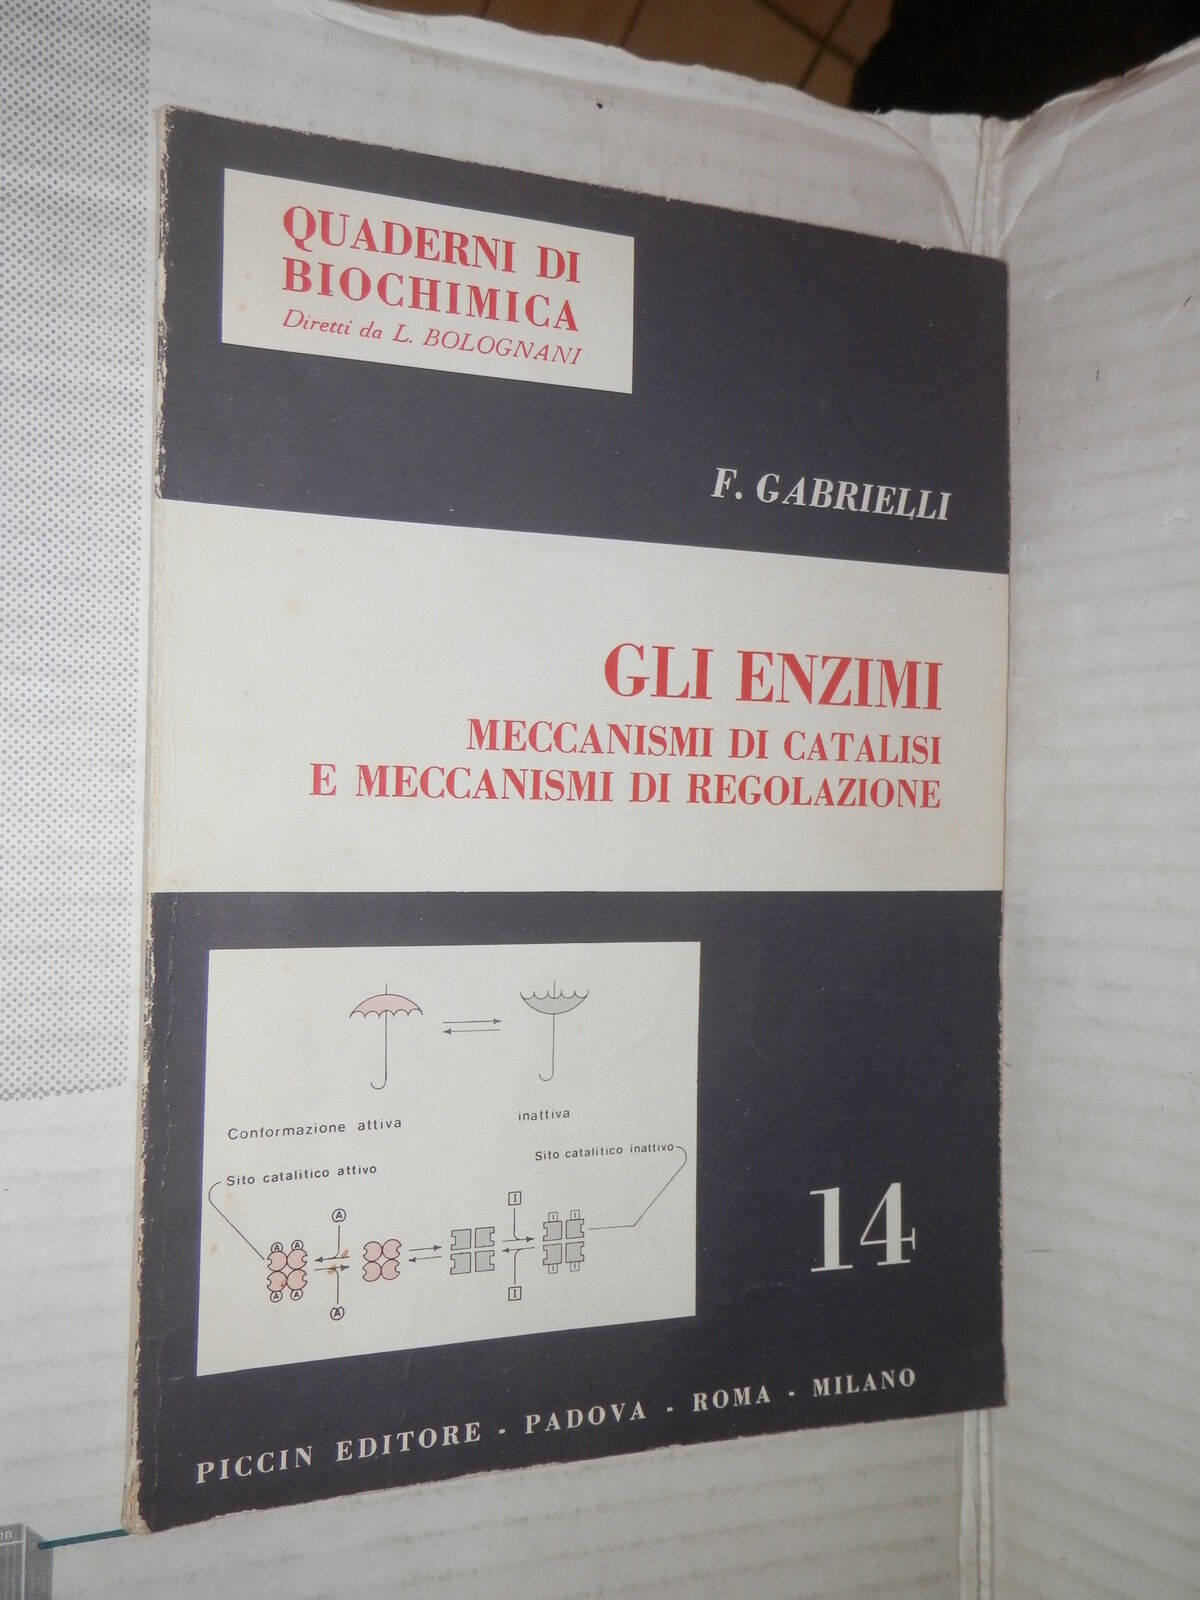 QUADERNI DI
BIOCHIMICA
Diretti da L. BOLOGNANI
F. GABRIELLI
GLI ENZIMI
MECCANISMI DI CATALISI
E MECCANISMI DI REGOLAZIONE
Conformazione attiva
inattiva
Sito catalitico attivo
Sito catalitico inattivo
A
I
A A
I I
A A
I I
A
I
14
PICCIN EDITORE - PADOVA - ROMA - MILANO